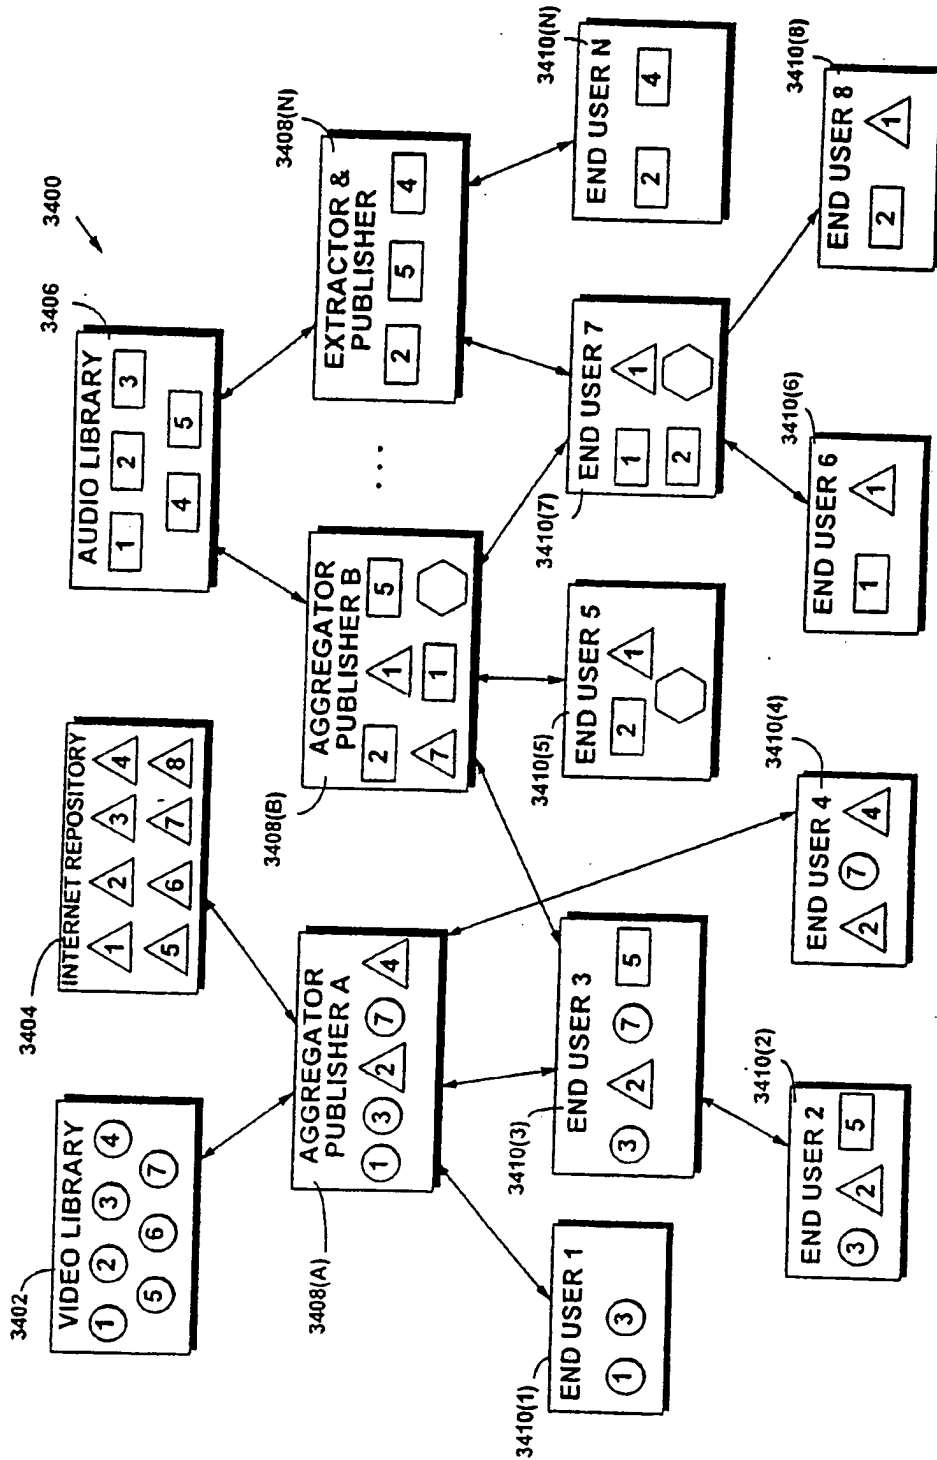 3400
3402
VIDEO LIBRARY
1 2 3 4
5 6 7
3404
INTERNET REPOSITORY
1 2 3 4
5 6 7 8
3406
AUDIO LIBRARY
1 2 3
4 5
3408(A)
AGGREGATOR
PUBLISHER A
1 3 2 7 4
3408(B)
AGGREGATOR
PUBLISHER B
2 1 5
7 1
...
3408(N)
EXTRACTOR &
PUBLISHER
2 5 4
3410(1)
END USER 1
1 3
3410(3)
END USER 3
3 2 7 5
3410(5)
END USER 5
2 1
3410(7)
END USER 7
1 1
2
3410(N)
END USER N
2 4
3410(2)
END USER 2
3 2 5
3410(4)
END USER 4
2 7 4
3410(6)
END USER 6
1 1
3410(8)
END USER 8
2 1